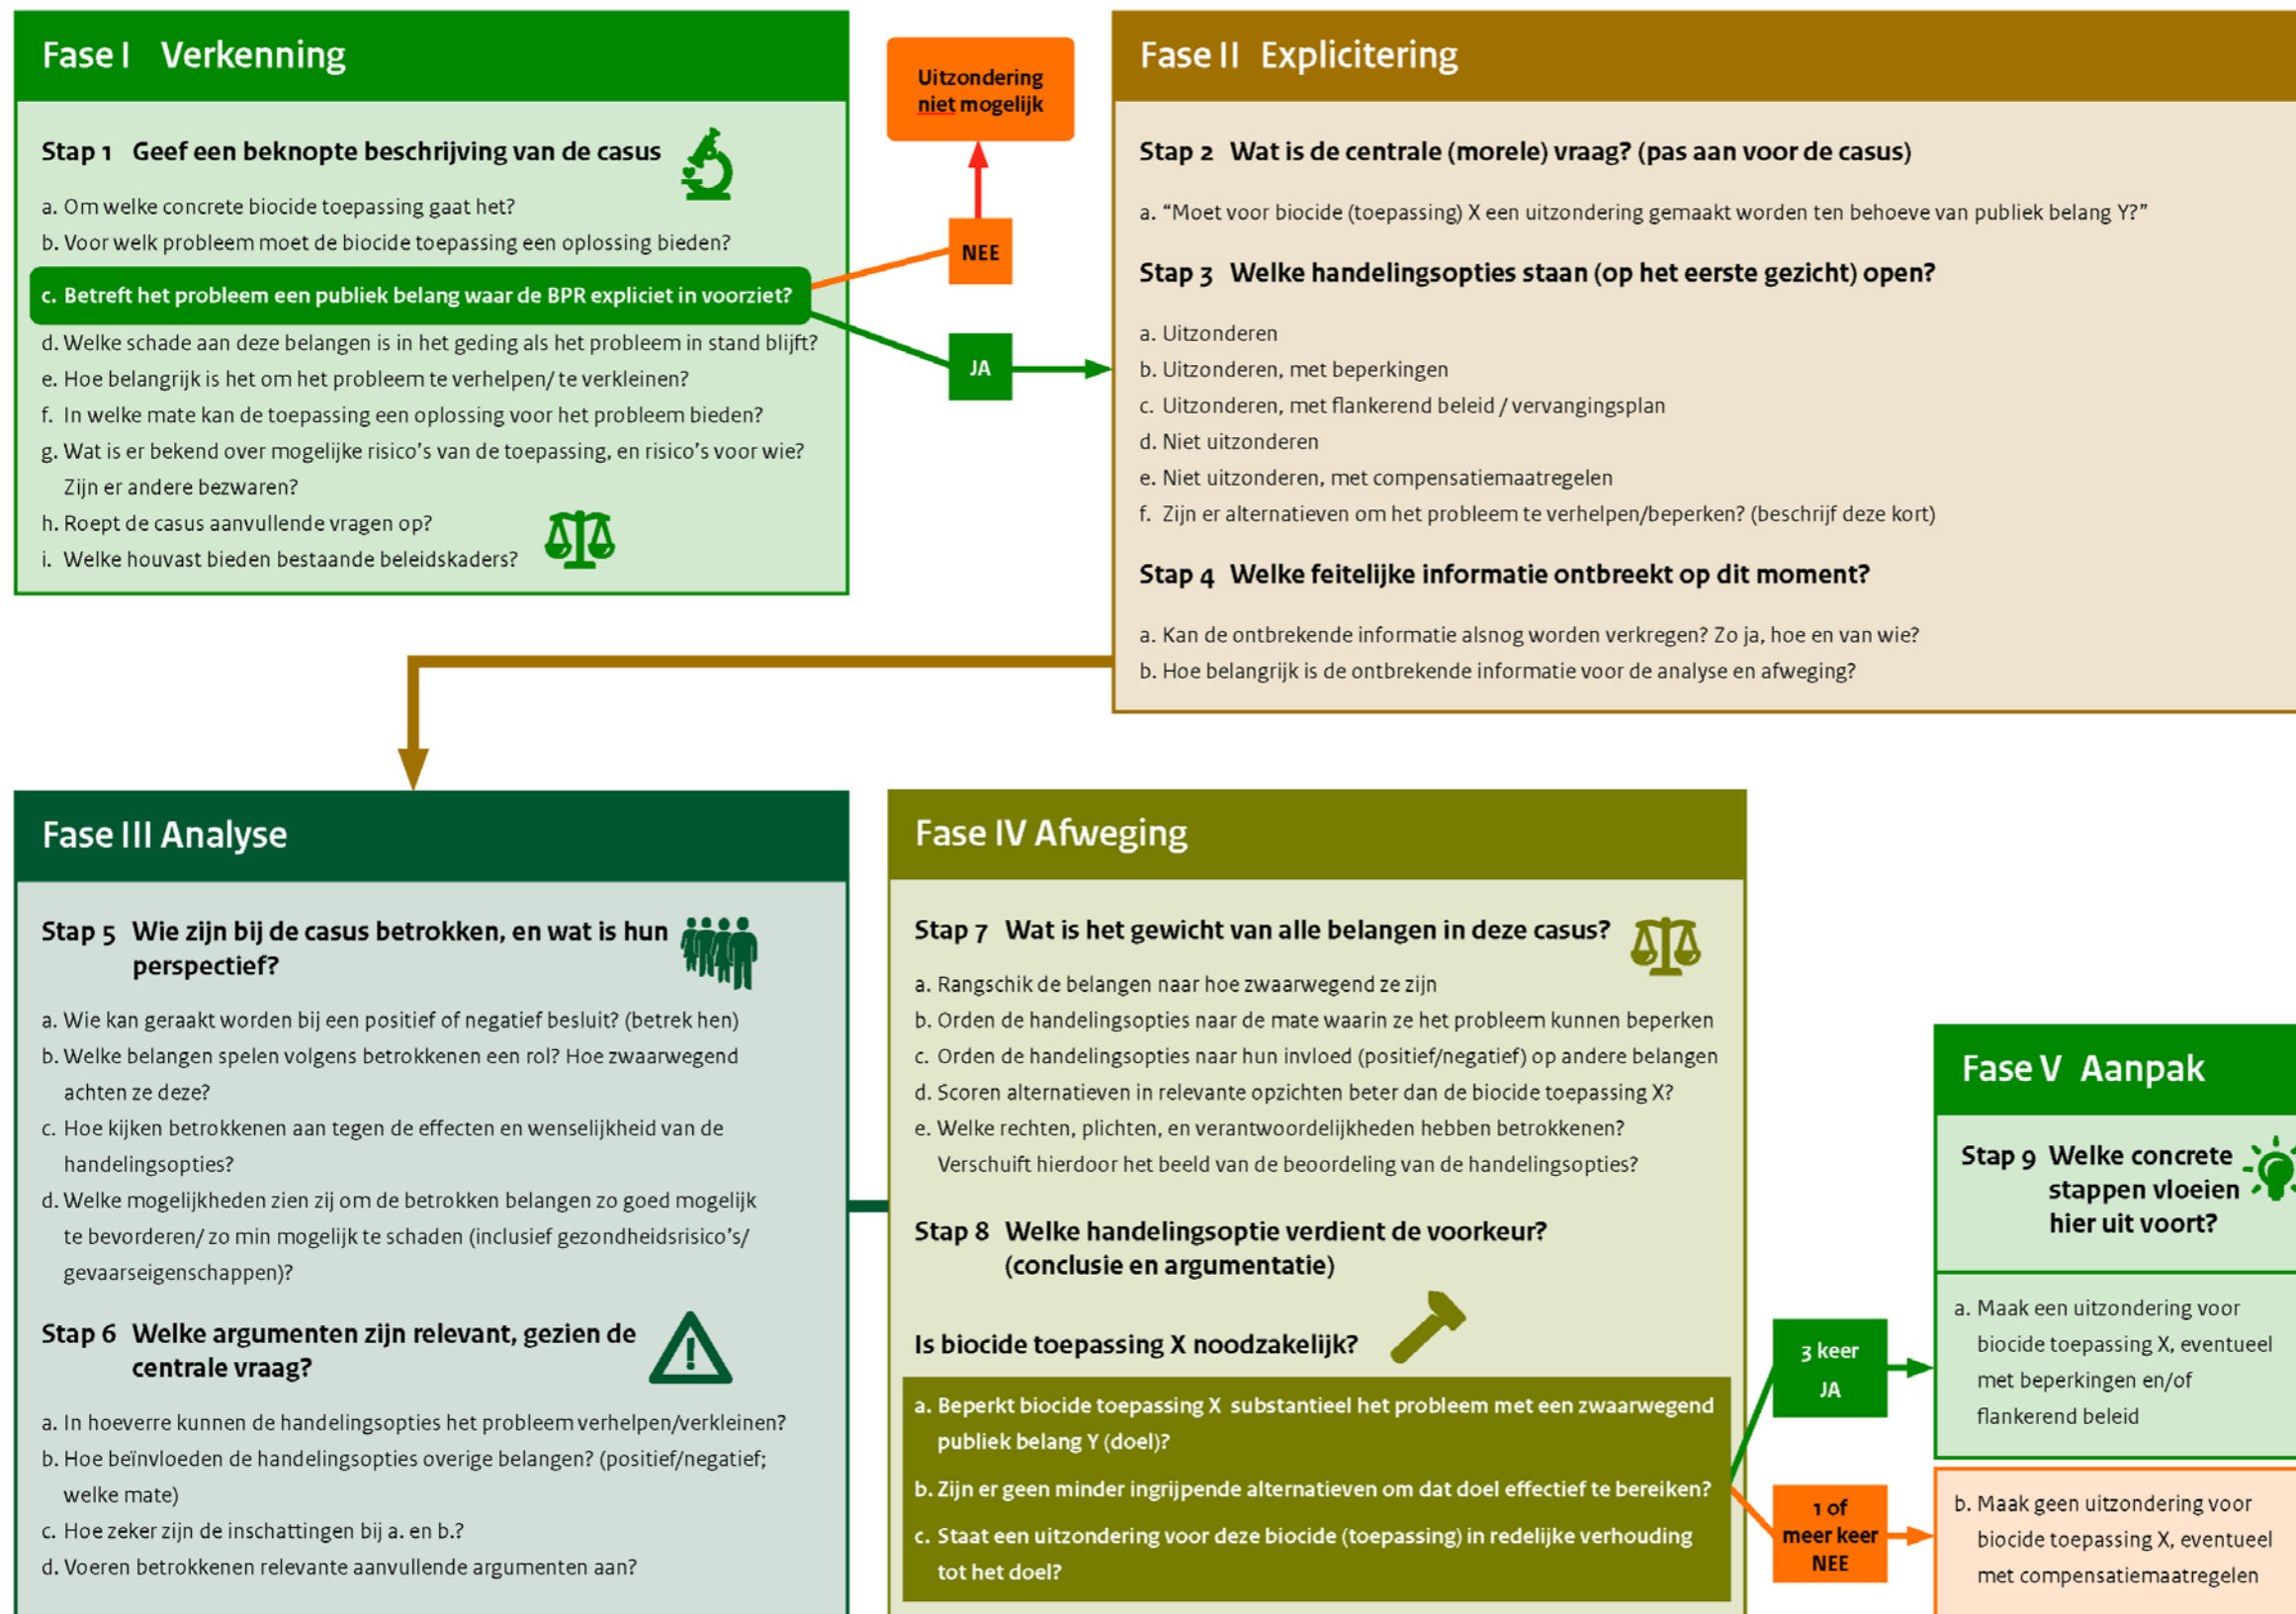 Fase I Verkenning
Stap 1 Geef een beknopte beschrijving van de casus
a. Om welke concrete biocide toepassing gaat het?
b. Voor welk probleem moet de biocide toepassing een oplossing bieden?
c. Betreft het probleem een publiek belang waar de BPR expliciet in voorziet?
d. Welke schade aan deze belangen is in het geding als het probleem in stand blijft?
e. Hoe belangrijk is het om het probleem te verhelpen/ te verkleinen?
f. In welke mate kan de toepassing een oplossing voor het probleem bieden?
g. Wat is er bekend over mogelijke risico's van de toepassing, en risico's voor wie?
Zijn er andere bezwaren?
h. Roept de casus aanvullende vragen op?
i. Welke houvast bieden bestaande beleidskaders?
Uitzondering
niet mogelijk
NEE
JA
Fase II Explicitering
Stap 2 Wat is de centrale (morele) vraag? (pas aan voor de casus)
a. “Moet voor biocide (toepassing) X een uitzondering gemaakt worden ten behoeve van publiek belang Y?”
Stap 3 Welke handelingsopties staan (op het eerste gezicht) open?
a. Uitzonderen
b. Uitzonderen, met beperkingen
c. Uitzonderen, met flankerend beleid / vervangingsplan
d. Niet uitzonderen
e. Niet uitzonderen, met compensatiemaatregelen
f. Zijn er alternatieven om het probleem te verhelpen/beperken? (beschrijf deze kort)
Stap 4 Welke feitelijke informatie ontbreekt op dit moment?
a. Kan de ontbrekende informatie alsnog worden verkregen? Zo ja, hoe en van wie?
b. Hoe belangrijk is de ontbrekende informatie voor de analyse en afweging?
Fase III Analyse
Stap 5 Wie zijn bij de casus betrokken, en wat is hun
perspectief?
a. Wie kan geraakt worden bij een positief of negatief besluit? (betrek hen)
b. Welke belangen spelen volgens betrokkenen een rol? Hoe zwaarwegend
achten ze deze?
c. Hoe kijken betrokkenen aan tegen de effecten en wenselijkheid van de
handelingsopties?
d. Welke mogelijkheden zien zij om de betrokken belangen zo goed mogelijk
te bevorderen/ zo min mogelijk te schaden (inclusief gezondheidsrisico's/
gevaarseigenschappen)?
Stap 6 Welke argumenten zijn relevant, gezien de
centrale vraag?
a. In hoeverre kunnen de handelingsopties het probleem verhelpen/verkleinen?
b. Hoe beïnvloeden de handelingsopties overige belangen? (positief/negatief;
welke mate)
c. Hoe zeker zijn de inschattingen bij a. en b.?
d. Voeren betrokkenen relevante aanvullende argumenten aan?
Fase IV Afweging
Stap 7 Wat is het gewicht van alle belangen in deze casus?
a. Rangschik de belangen naar hoe zwaarwegend ze zijn
b. Orden de handelingsopties naar de mate waarin ze het probleem kunnen beperken
c. Orden de handelingsopties naar hun invloed (positief/negatief) op andere belangen
d. Scoren alternatieven in relevante opzichten beter dan de biocide toepassing X?
e. Welke rechten, plichten, en verantwoordelijkheden hebben betrokkenen?
Verschuift hierdoor het beeld van de beoordeling van de handelingsopties?
Stap 8 Welke handelingsoptie verdient de voorkeur?
(conclusie en argumentatie)
Is biocide toepassing X noodzakelijk?
a. Beperkt biocide toepassing X substantieel het probleem met een zwaarwegend
publiek belang Y (doel)?
b. Zijn er geen minder ingrijpende alternatieven om dat doel effectief te bereiken?
c. Staat een uitzondering voor deze biocide (toepassing) in redelijke verhouding
tot het doel?
3 keer
JA
1 of
meer keer
NEE
Fase V Aanpak
Stap 9 Welke concrete
stappen vloeien
hier uit voort?
a. Maak een uitzondering voor
biocide toepassing X, eventueel
met beperkingen en/of
flankerend beleid
b. Maak geen uitzondering voor
biocide toepassing X, eventueel
met compensatiemaatregelen